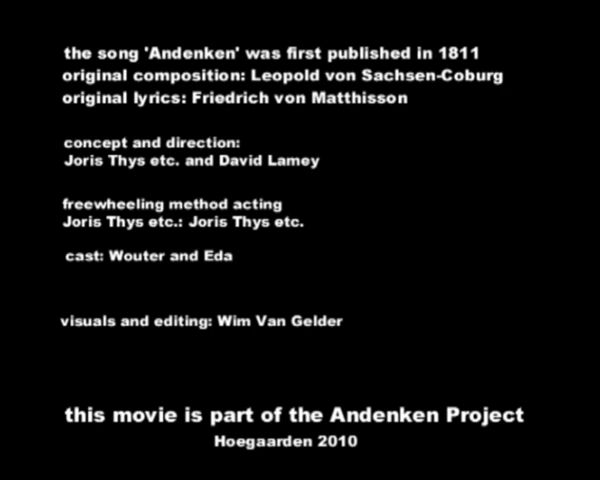 the song 'Andenken' was first published in 1811
original composition: Leopold von Sachsen-Coburg
original lyrics: Friedrich von Matthisson
concept and direction:
Joris Thys etc. and David Lamey
freewheeling method acting
Joris Thys etc.: Joris Thys etc.
cast: Wouter and Eda
visuals and editing: Wim Van Gelder
this movie is part of the Andenken Project
Hoegaarden 2010